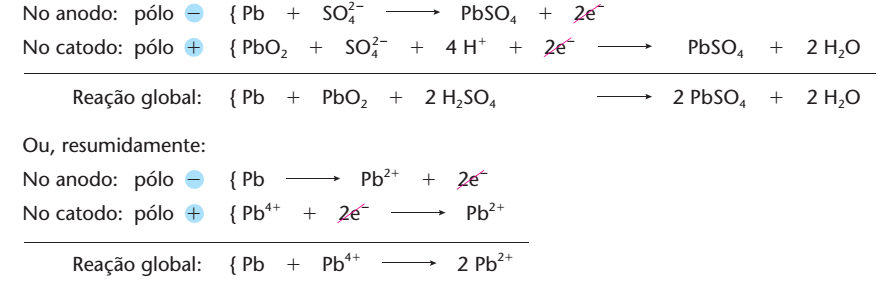 No anodo: pólo − { Pb + SO₄²⁻ ⟶ PbSO₄ + 2e⁻
No catodo: pólo + { PbO₂ + SO₄²⁻ + 4 H⁺ + 2e⁻ ⟶ PbSO₄ + 2 H₂O
Reação global: { Pb + PbO₂ + 2 H₂SO₄ ⟶ 2 PbSO₄ + 2 H₂O
Ou, resumidamente:
No anodo: pólo − { Pb ⟶ Pb²⁺ + 2e⁻
No catodo: pólo + { Pb⁴⁺ + 2e⁻ ⟶ Pb²⁺
Reação global: { Pb + Pb⁴⁺ ⟶ 2 Pb²⁺